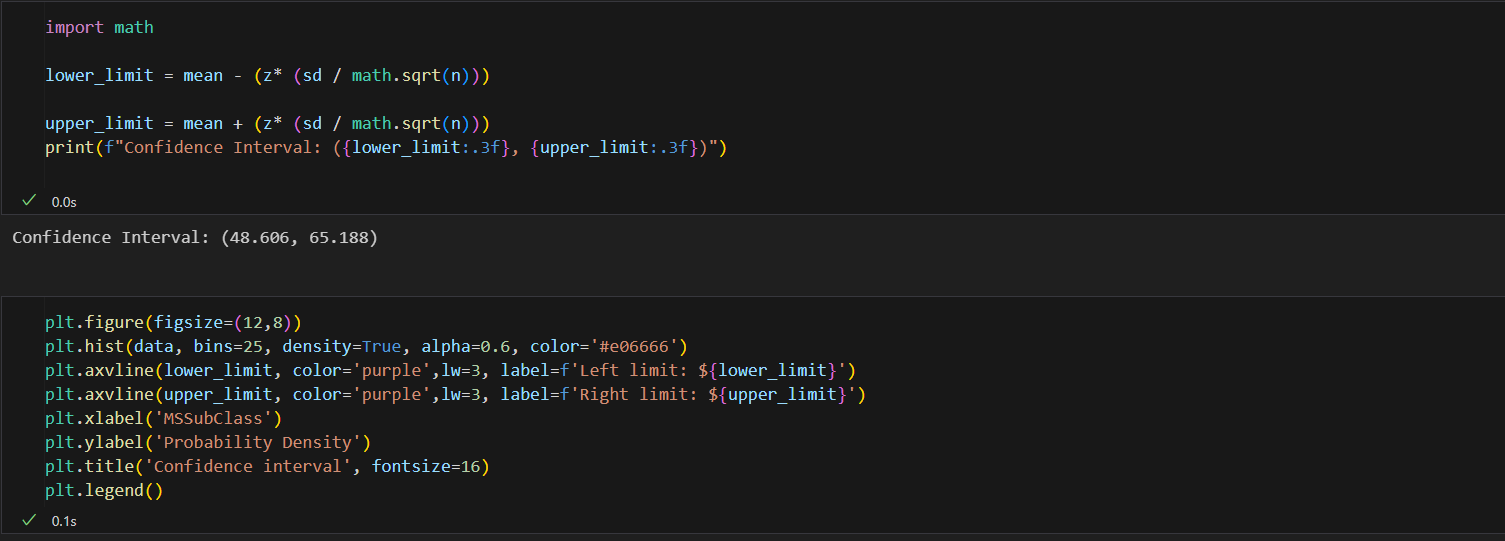 import math
lower_limit = mean - (z* (sd / math.sqrt(n)))
upper_limit = mean + (z* (sd / math.sqrt(n)))
print(f"Confidence Interval: ({lower_limit:.3f}, {upper_limit:.3f})")
0.0s
Confidence Interval: (48.606, 65.188)
plt.figure(figsize=(12,8))
plt.hist(data, bins=25, density=True, alpha=0.6, color='#e06666')
plt.axvline(lower_limit, color='purple',lw=3, label=f'Left limit: ${lower_limit}')
plt.axvline(upper_limit, color='purple',lw=3, label=f'Right limit: ${upper_limit}')
plt.xlabel('MSSubClass')
plt.ylabel('Probability Density')
plt.title('Confidence interval', fontsize=16)
plt.legend()
0.1s